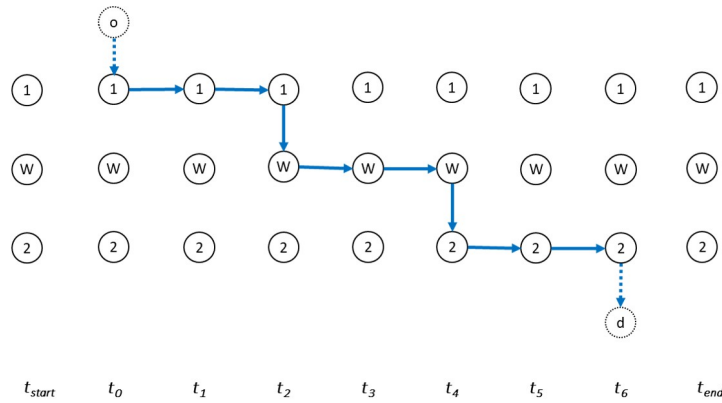 o
1 1 1 1 1 1 1 1 1
W W W W W W W W W
2 2 2 2 2 2 2 2 2
d
t_start t_0 t_1 t_2 t_3 t_4 t_5 t_6 t_end